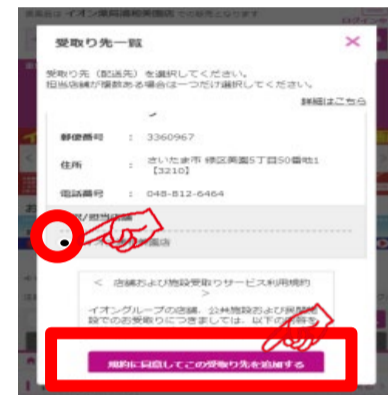 受取り先一覧
×
受取り先（配送先）を選択してください。
担当店舗が複数ある場合は一つだけ選択してください。
詳細はこちら
郵便番号 ： 3360967
住所 ： さいたま市 緑区美園5丁目50番地1
【3210】
電話番号 ： 048-812-6464
担当店舗
美園店
＜ 店舗および施設受取りサービス利用規約
＞
イオングループの店舗、公共施設および民間施
設でのお受取りにつきましては、以下の
規約に同意してこの受取り先を追加する